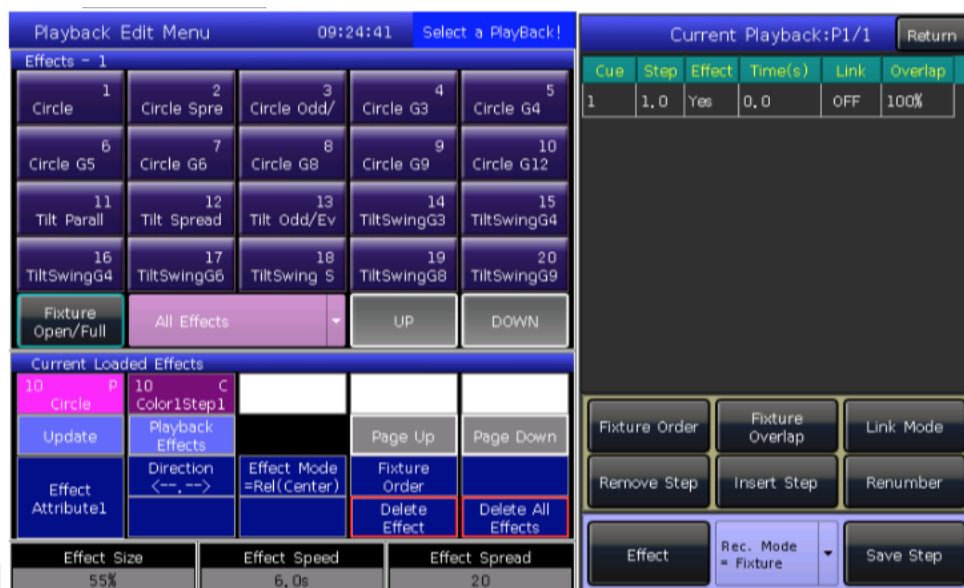 Playback Edit Menu 09:24:41 Select a PlayBack!
Effects - 1
1 2 3 4 5
Circle Circle Spre Circle Odd/ Circle G3 Circle G4
6 7 8 9 10
Circle G5 Circle G6 Circle G8 Circle G9 Circle G12
11 12 13 14 15
Tilt Parall Tilt Spread Tilt Odd/Ev TiltSwingG3 TiltSwingG4
16 17 18 19 20
TiltSwingG4 TiltSwingG6 TiltSwing S TiltSwingG8 TiltSwingG9
Fixture
Open/Full All Effects UP DOWN
Current Loaded Effects
10 P 10 C
Circle Color1Step1
Update Playback
Effects Page Up Page Down
Effect
Attribute1
Direction
<--.-->
Effect Mode
=Rel(Center)
Fixture
Order
Delete
Effect
Delete All
Effects
Effect Size Effect Speed Effect Spread
55% 6.0s 20
Current Playback:P1/1 Return
Cue Step Effect Time(s) Link Overlap
1 1.0 Yes 0.0 OFF 100%
Fixture Order Fixture
Overlap Link Mode
Remove Step Insert Step Renumber
Effect Rec. Mode
= Fixture Save Step